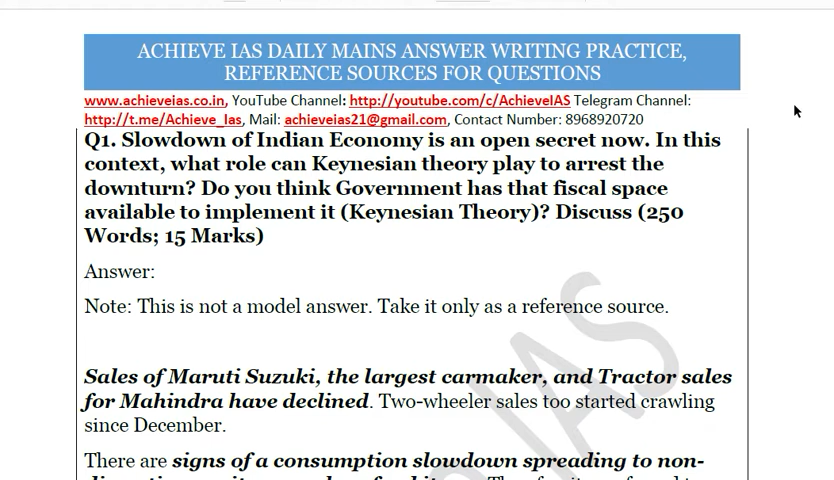 ACHIEVE IAS DAILY MAINS ANSWER WRITING PRACTICE,
REFERENCE SOURCES FOR QUESTIONS
www.achieveias.co.in, YouTube Channel: http://youtube.com/c/AchieveIAS Telegram Channel:
http://t.me/Achieve_Ias, Mail: achieveias21@gmail.com, Contact Number: 8968920720
Q1. Slowdown of Indian Economy is an open secret now. In this
context, what role can Keynesian theory play to arrest the
downturn? Do you think Government has that fiscal space
available to implement it (Keynesian Theory)? Discuss (250
Words; 15 Marks)
Answer:
Note: This is not a model answer. Take it only as a reference source.
Sales of Maruti Suzuki, the largest carmaker, and Tractor sales
for Mahindra have declined. Two-wheeler sales too started crawling
since December.
There are signs of a consumption slowdown spreading to non-
IAS